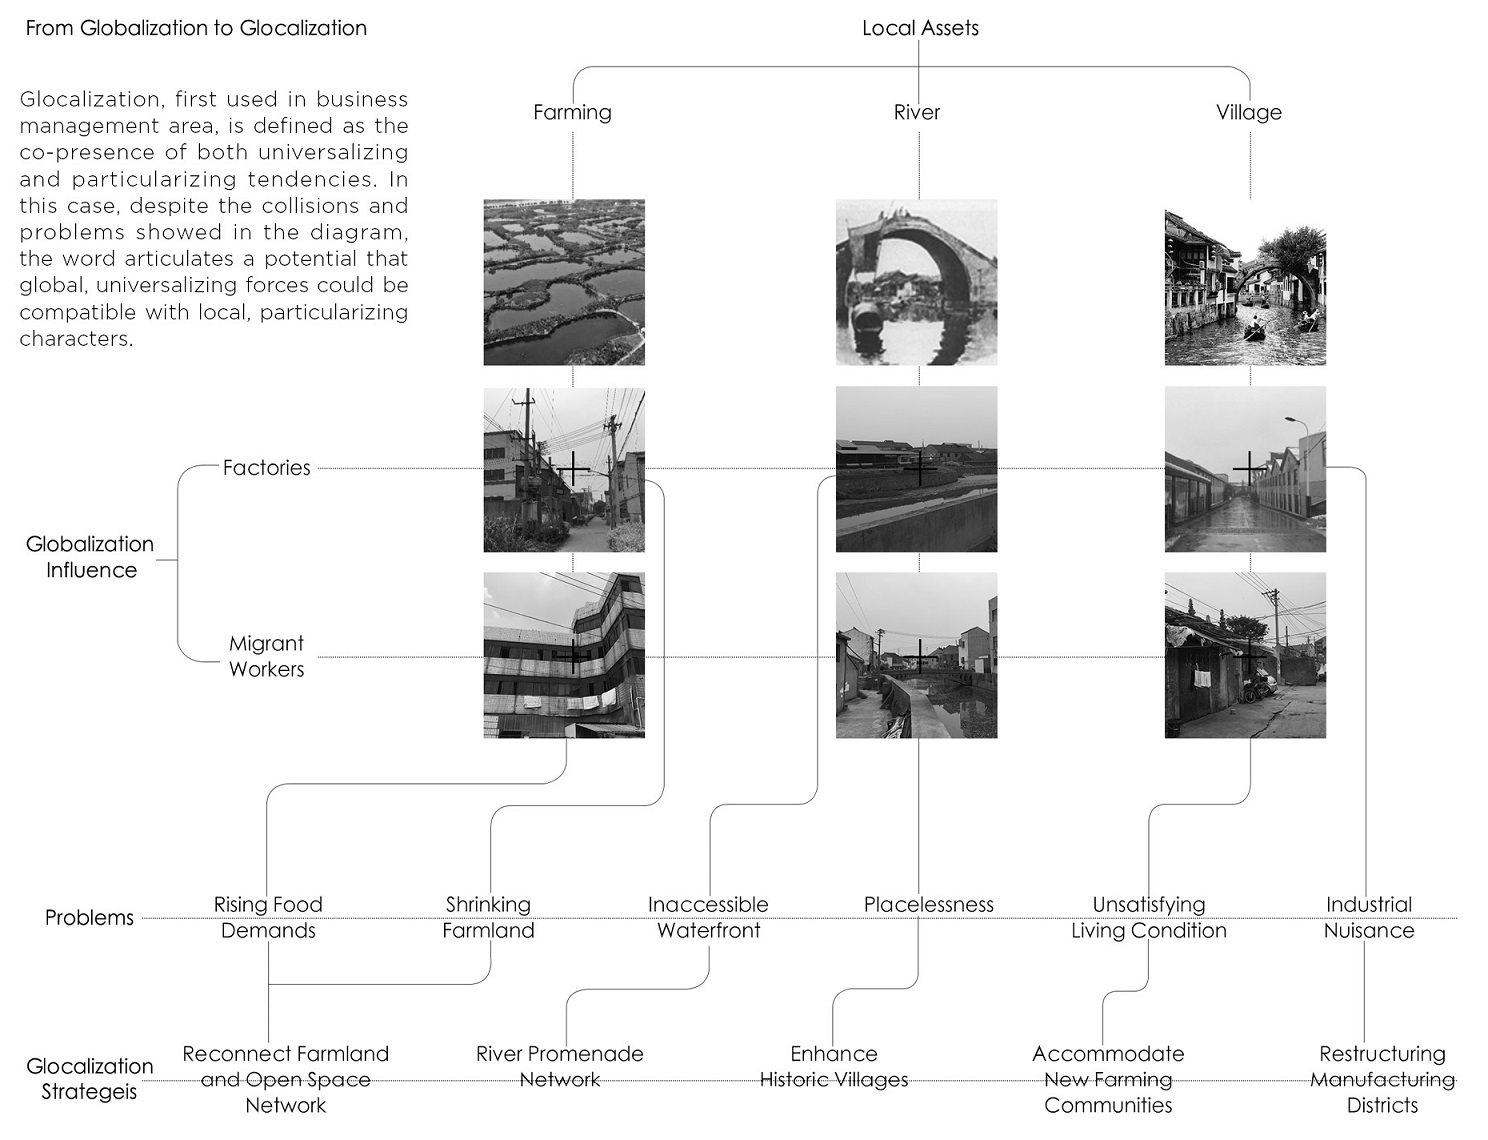 From Globalization to Glocalization
Glocalization, first used in business
management area, is defined as the
co-presence of both universalizing
and particularizing tendencies. In
this case, despite the collisions and
problems showed in the diagram,
the word articulates a potential that
global, universalizing forces could be
compatible with local, particularizing
characters.
Local Assets
Farming
River
Village
Globalization
Influence
Factories
Migrant
Workers
Problems
Rising Food
Demands
Shrinking
Farmland
Inaccessible
Waterfront
Placelessness
Unsatisfying
Living Condition
Industrial
Nuisance
Glocalization
Strategeis
Reconnect Farmland
and Open Space
Network
River Promenade
Network
Enhance
Historic Villages
Accommodate
New Farming
Communities
Restructuring
Manufacturing
Districts